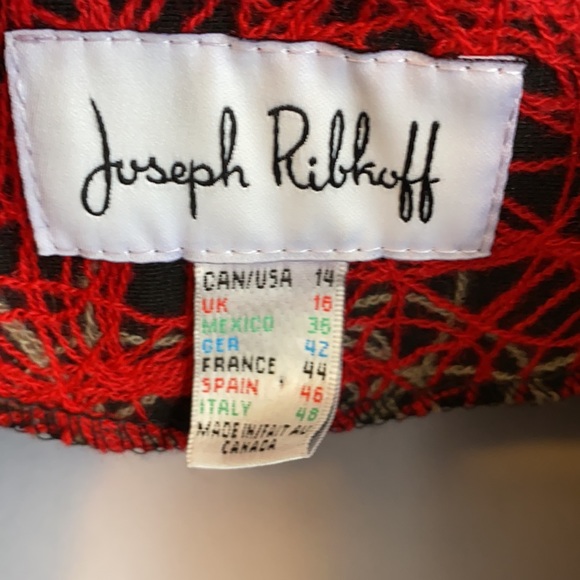 Joseph Ribkoff
CAN/USA 14
UK 16
MEXICO 36
GER 42
FRANCE 44
SPAIN 46
ITALY 48
MADE IN/FAIT AU
CANADA